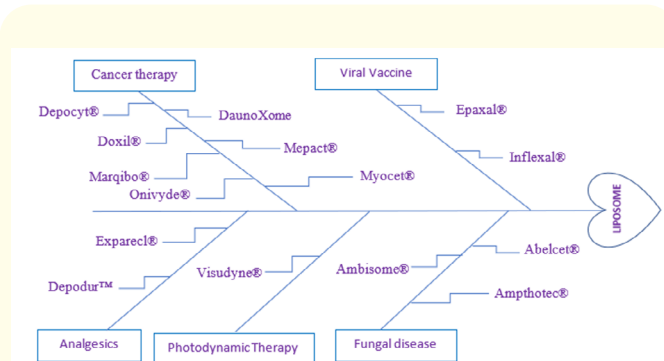 Cancer therapy
Viral Vaccine
Depocyt®
DaunoXome
Epaxal®
Doxil®
Mepact®
Inflexal®
Marqibo®
Myocet®
Onivyde®
LIPOSOME
Exparecl®
Abelcet®
Visudyne®
Ambisome®
Depodur™
Ampthotec®
Analgesics
Photodynamic Therapy
Fungal disease